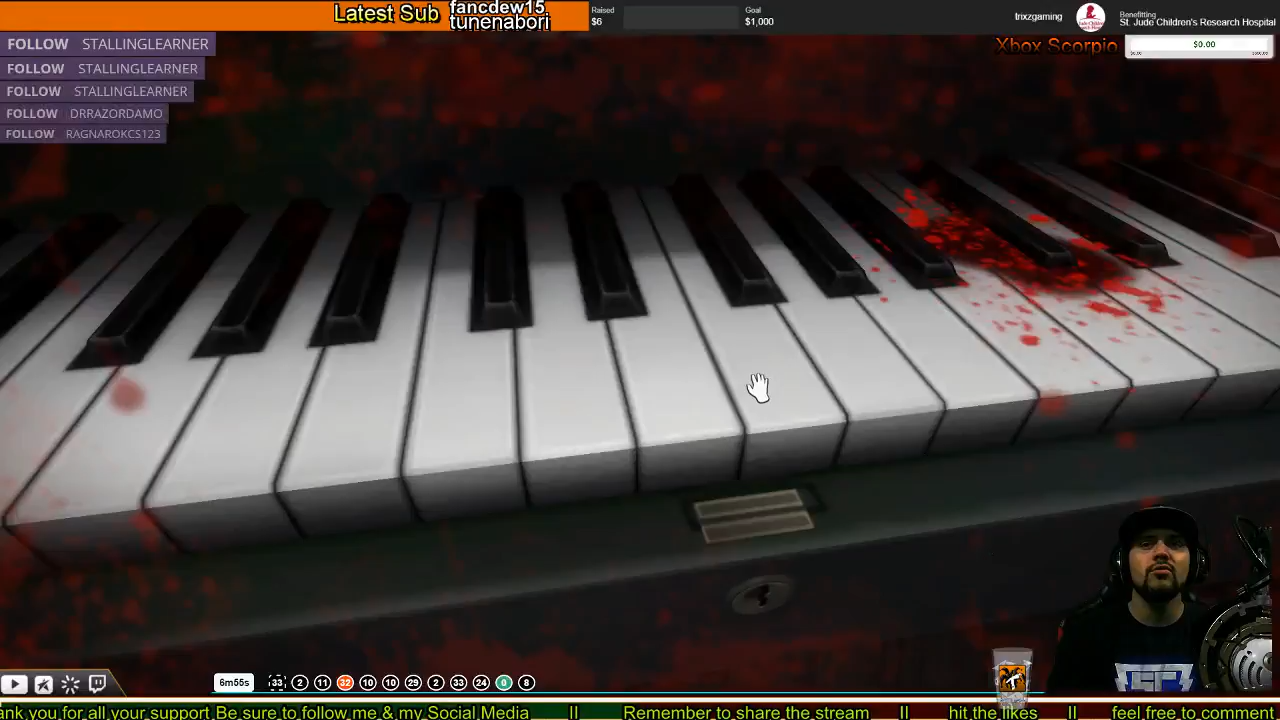 Latest Sub
fancdew15
tunenabori
Raised
$6
Goal
$1,000
trixzgaming
Benefitting
St. Jude Children's Research Hospital
Xbox Scorpio
$0.00
FOLLOW STALLINGLEARNER
FOLLOW STALLINGLEARNER
FOLLOW STALLINGLEARNER
FOLLOW DRRAZORDAMO
FOLLOW RAGNAROKCS123
6m55s 33 2 11 32 10 10 29 2 33 24 0 8
ank you for all your support Be sure to follow me & my Social Media II Remember to share the stream II hit the likes II feel free to comment